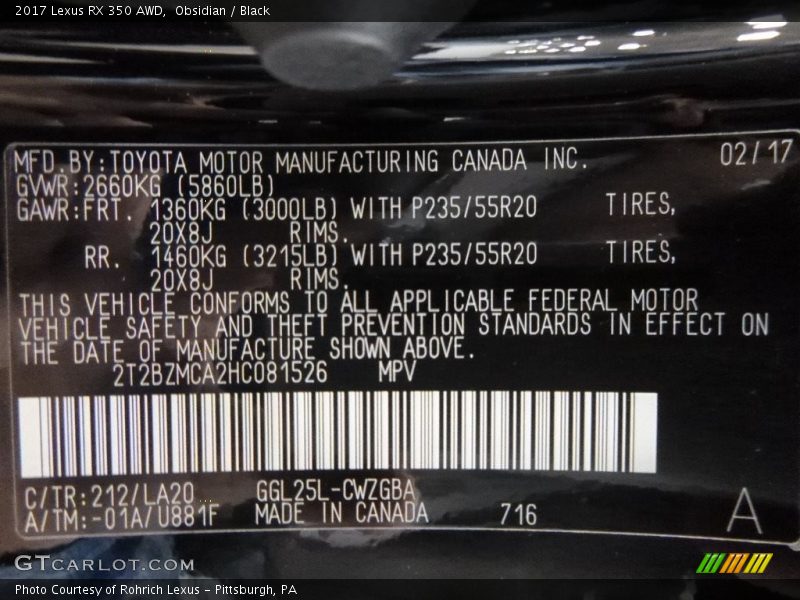 2017 Lexus RX 350 AWD, Obsidian / Black
MFD.BY:TOYOTA MOTOR MANUFACTURING CANADA INC. 02/17
GVWR:2660KG (5860LB)
GAWR:FRT. 1360KG (3000LB) WITH P235/55R20 TIRES,
20X8J RIMS.
RR. 1460KG (3215LB) WITH P235/55R20 TIRES,
20X8J RIMS.
THIS VEHICLE CONFORMS TO ALL APPLICABLE FEDERAL MOTOR
VEHICLE SAFETY AND THEFT PREVENTION STANDARDS IN EFFECT ON
THE DATE OF MANUFACTURE SHOWN ABOVE.
2T2BZMCA2HC081526 MPV
C/TR:212/LA20 GGL25L-CWZGBA
A/TM:-01A/U881F MADE IN CANADA 716 A
GTCARLOT.COM
Photo Courtesy of Rohrich Lexus - Pittsburgh, PA